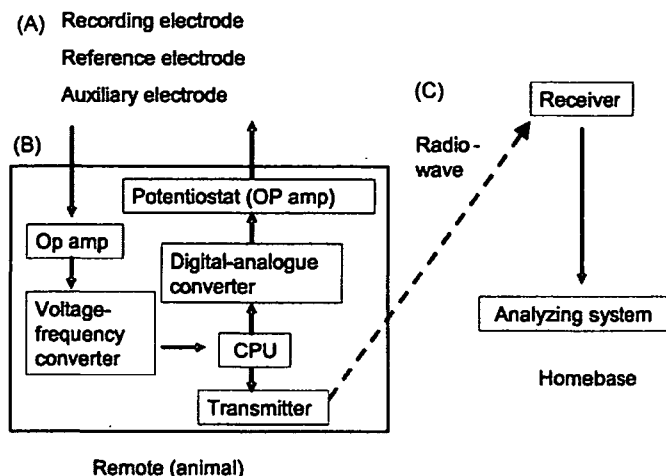 (A)
Recording electrode
Reference electrode
Auxiliary electrode
(B)
Potentiostat (OP amp)
Op amp
Digital-analogue
converter
Voltage-
frequency
converter
CPU
Transmitter
Remote (animal)
(C)
Receiver
Radio-
wave
Analyzing system
Homebase